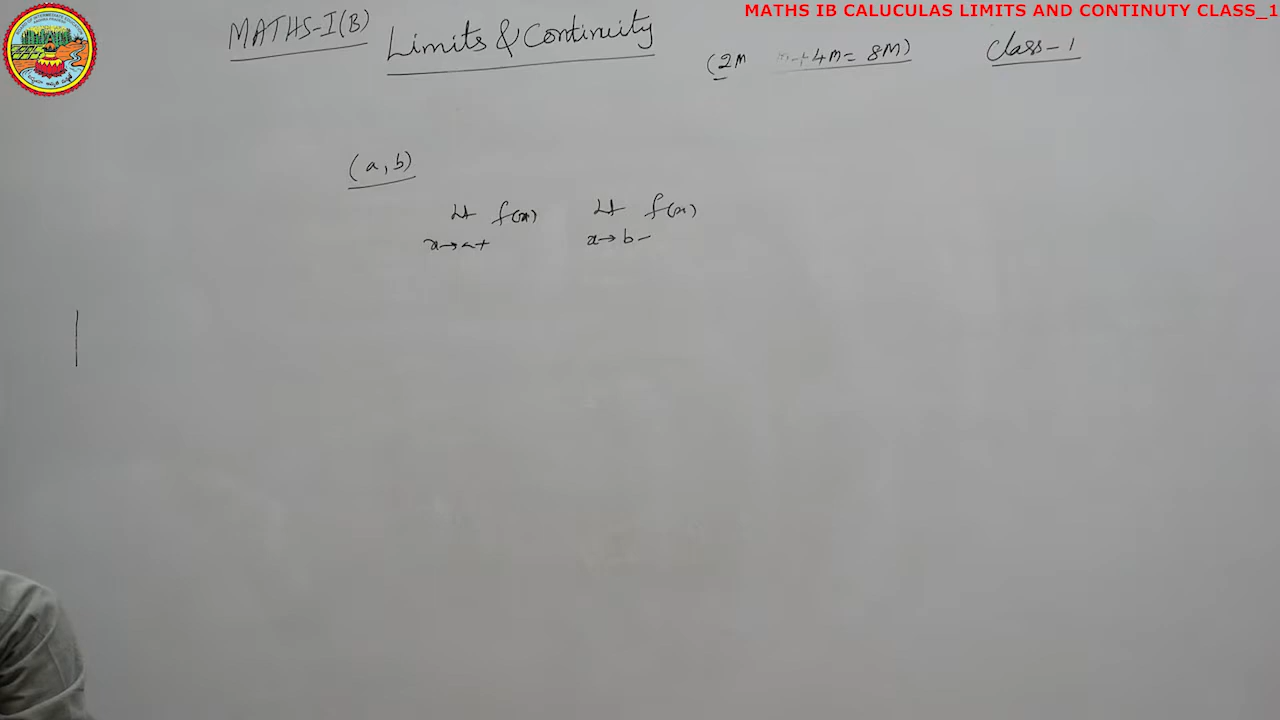 MATHS IB CALUCULAS LIMITS AND CONTINUTY CLASS_1
MATHS-I(B) Limits & Continuity (2M +4M= 8M) Class-1
(a,b)
Lt f(x) Lt f(x)
x→a+ x→b-